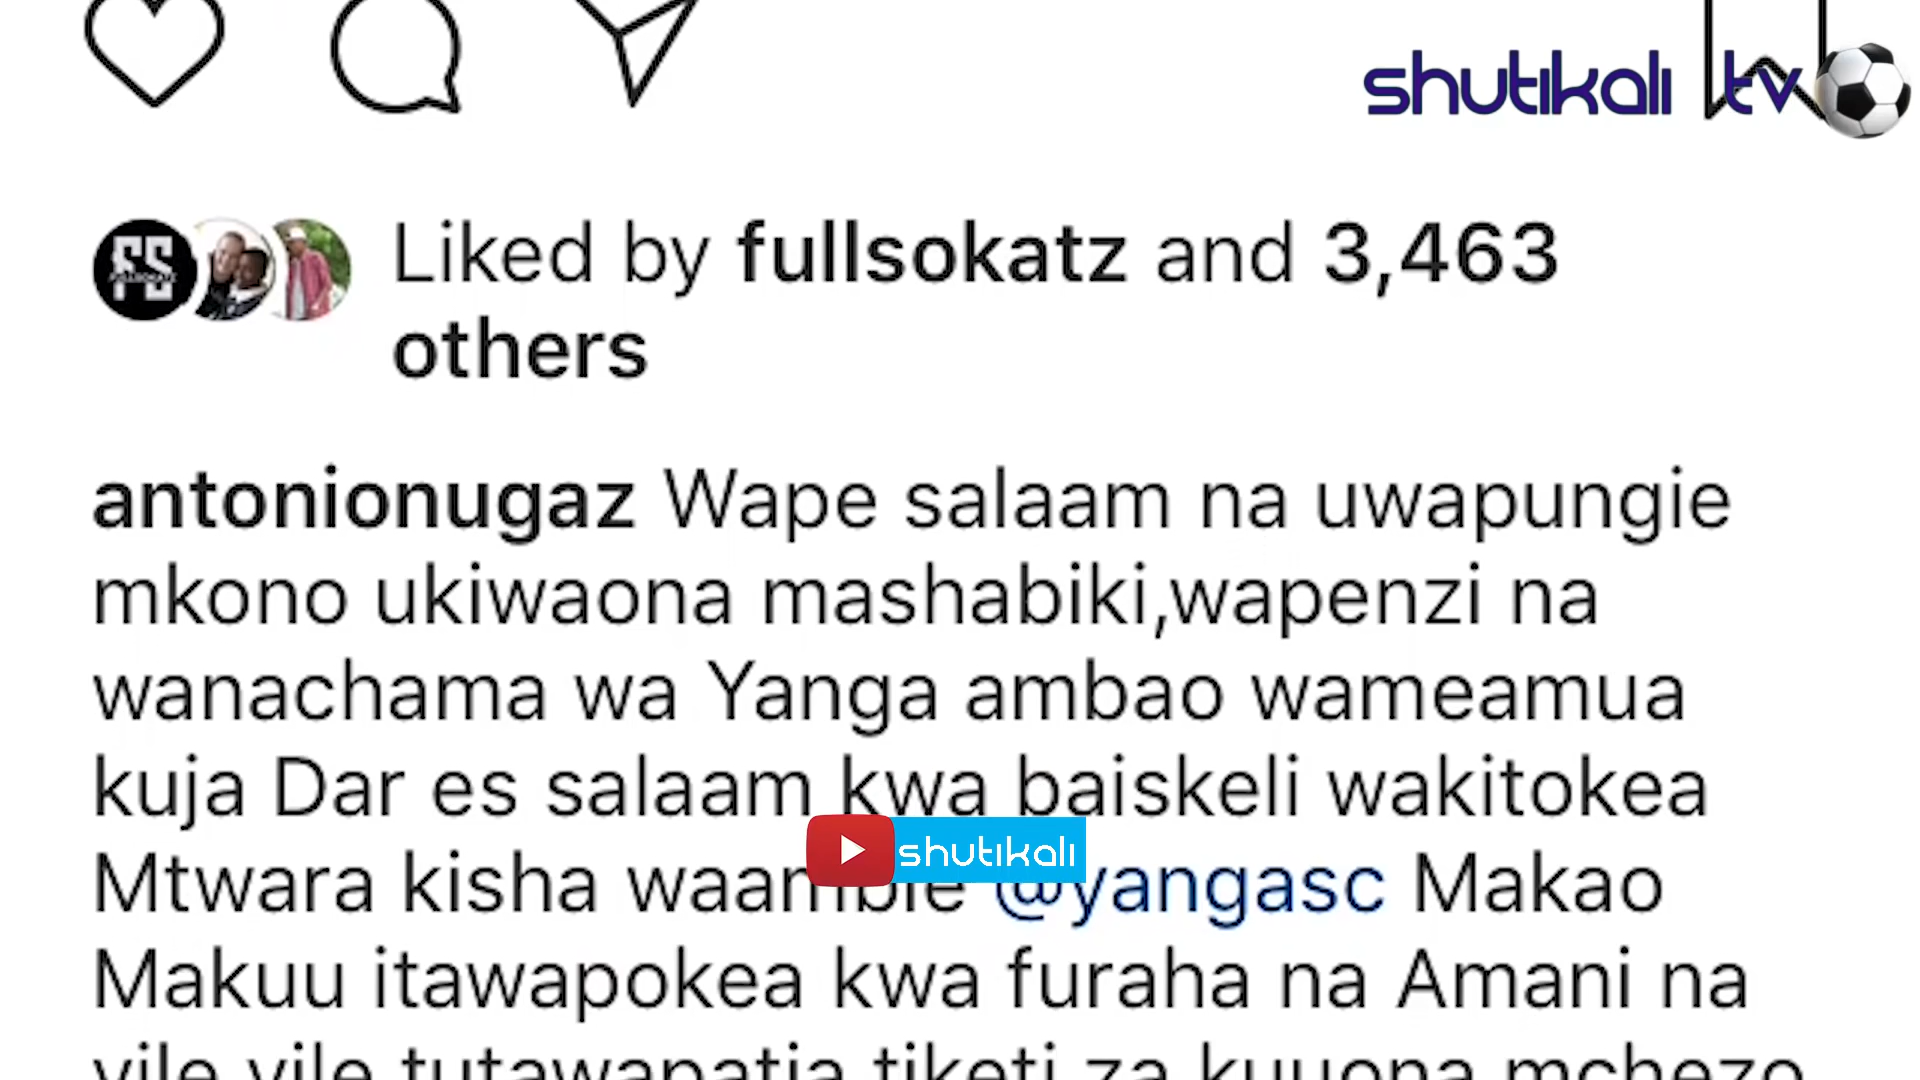 shutikali tv
FS
Liked by fullsokatz and 3,463
others
antonionugaz Wape salaam na uwapungie
mkono ukiwaona mashabiki,wapenzi na
wanachama wa Yanga ambao wameamua
kuja Dar es salaam kwa baiskeli wakitokea
shutikali
Mtwara kisha waambie @yangasc Makao
Makuu itawapokea kwa furaha na Amani na
vile vile tutawapatia tiketi za kuuona mchezo